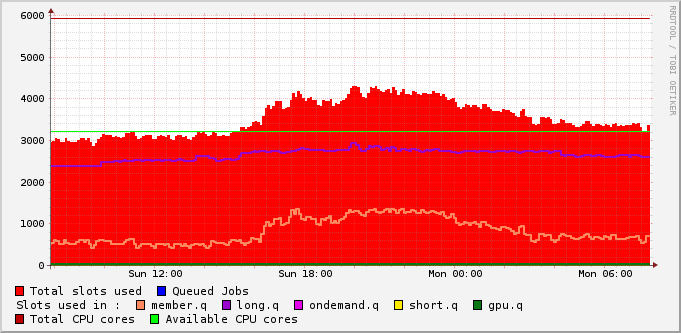 6000
5000
4000
3000
2000
1000
0
Sun 12:00 Sun 18:00 Mon 00:00 Mon 06:00
Total slots used Queued Jobs
Slots used in : member.q long.q ondemand.q short.q gpu.q
Total CPU cores Available CPU cores
RRDTOOL / TOBI OETIKER